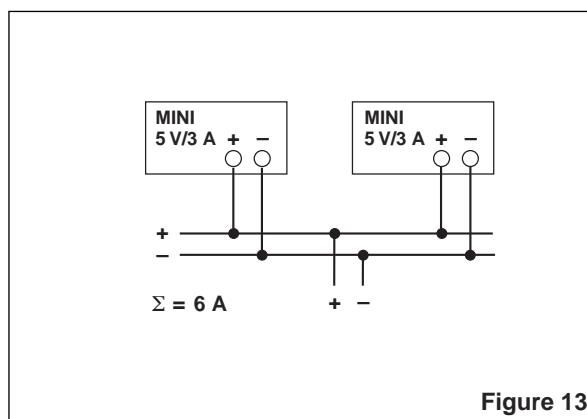 MINI
5 V/3 A + −
MINI
5 V/3 A + −
+
−
Σ = 6 A
+ −
Figure 13